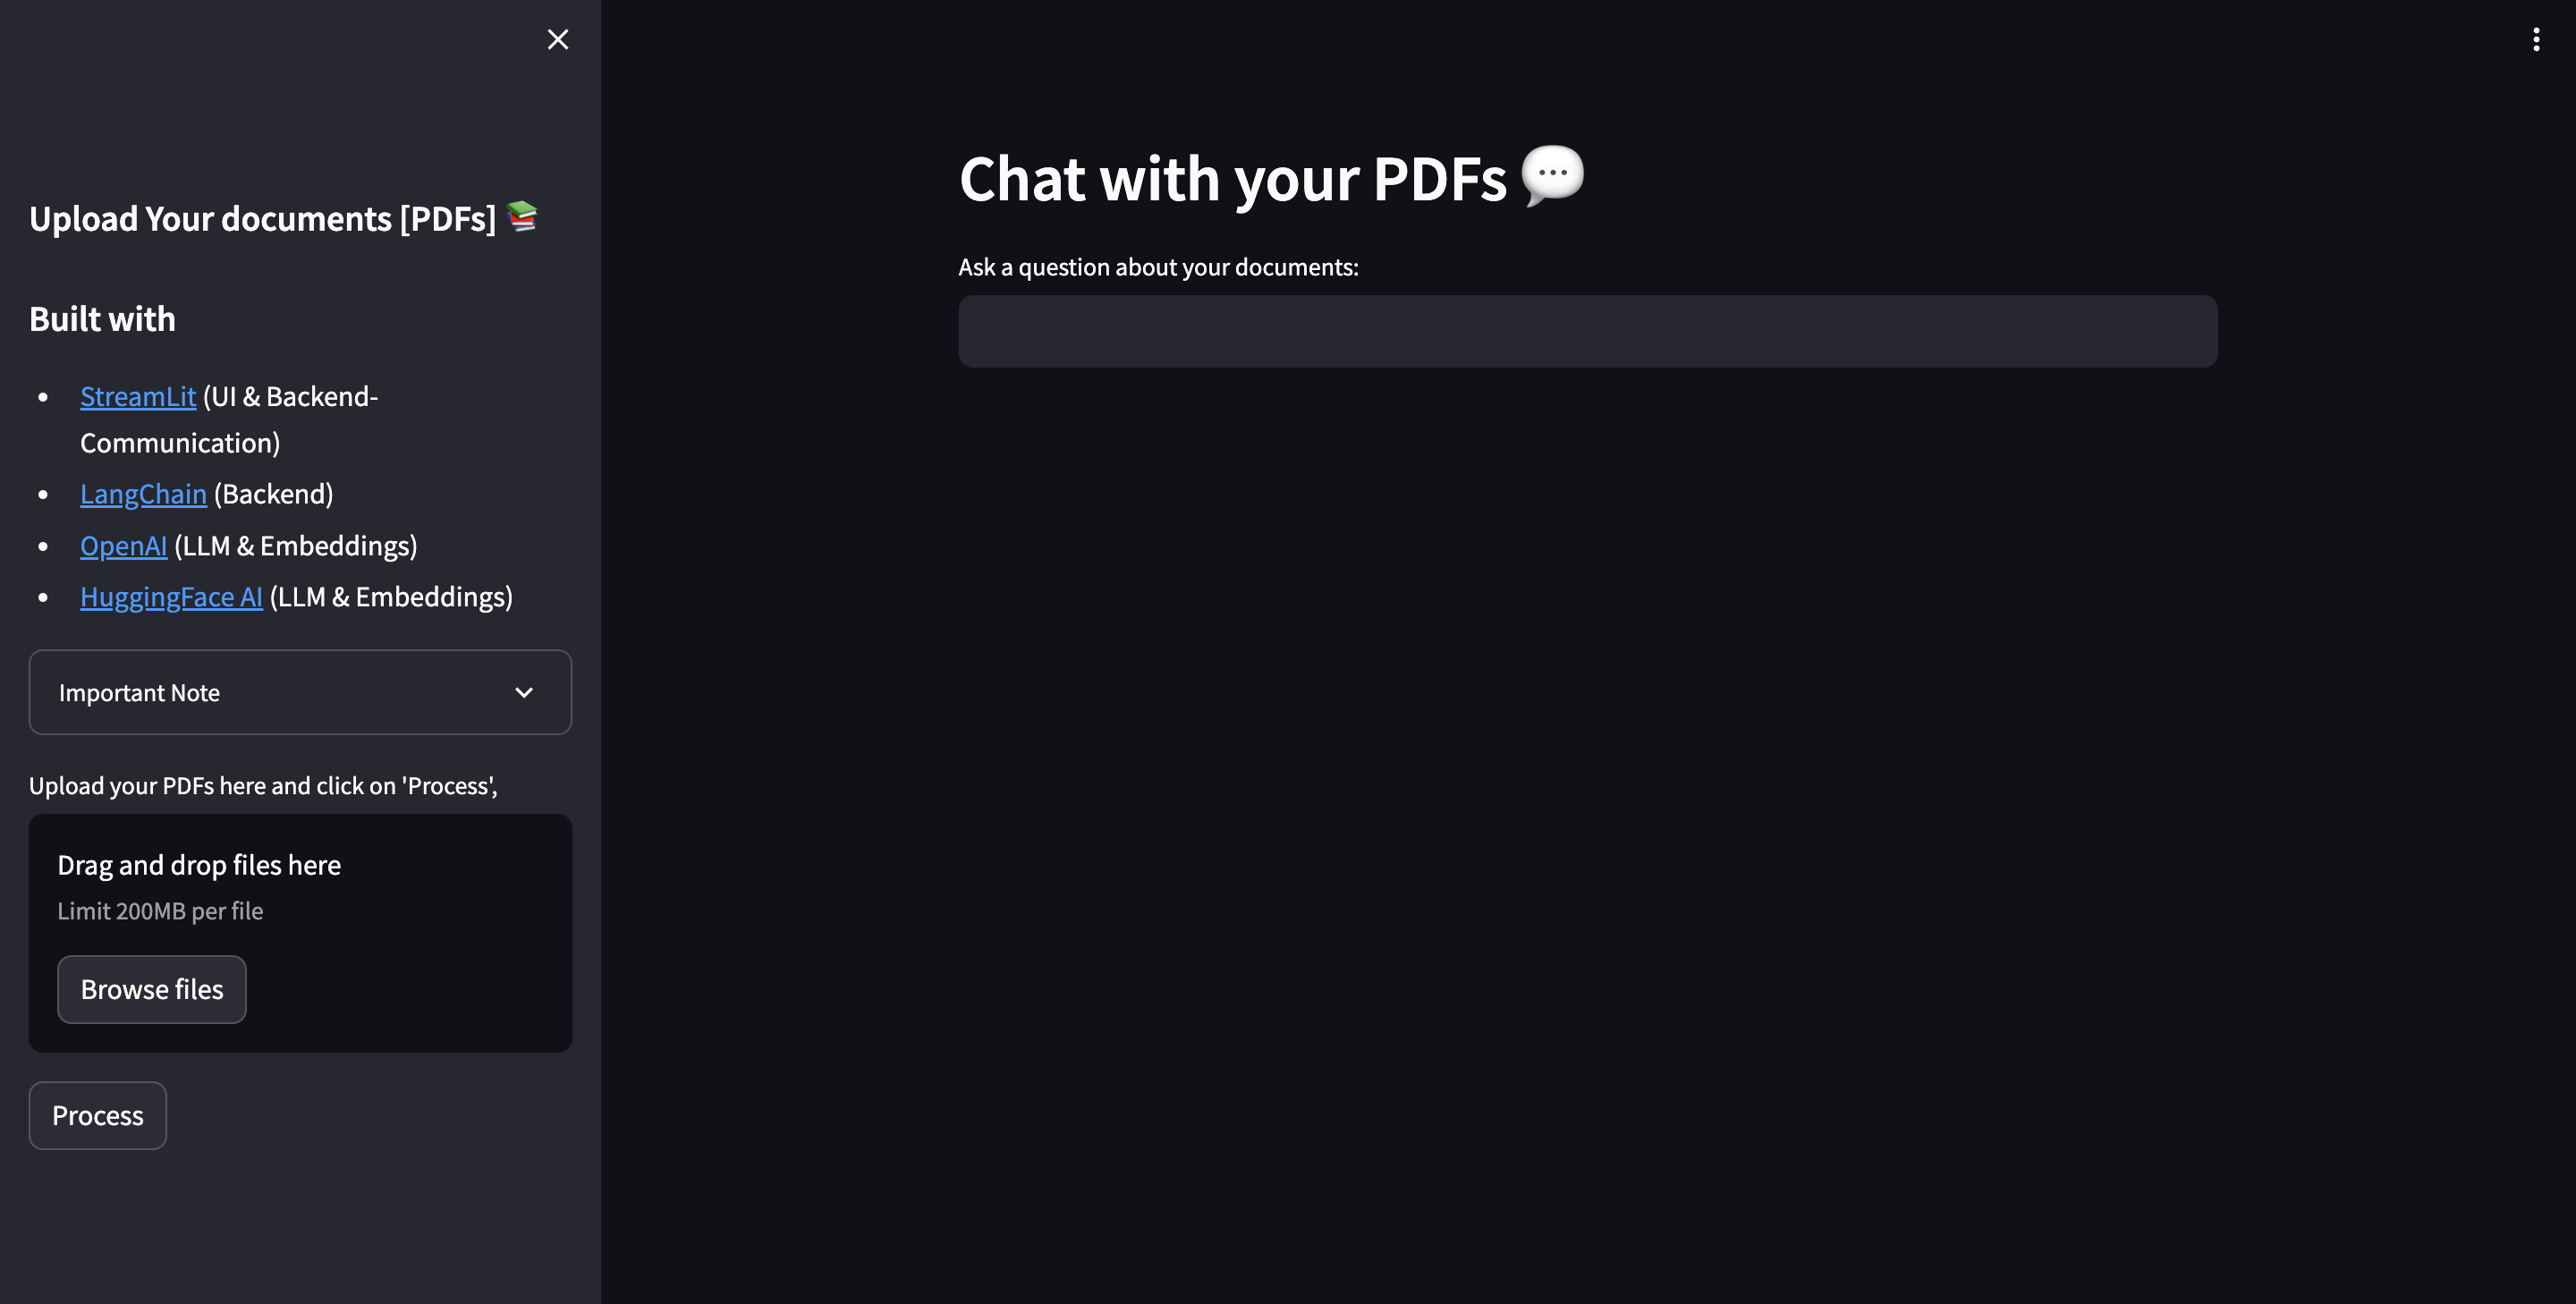 Upload Your documents [PDFs] 📚
Built with
StreamLit (UI & Backend-
Communication)
LangChain (Backend)
OpenAI (LLM & Embeddings)
HuggingFace AI (LLM & Embeddings)
Important Note
Upload your PDFs here and click on 'Process',
Drag and drop files here
Limit 200MB per file
Browse files
Process
Chat with your PDFs 💬
Ask a question about your documents: